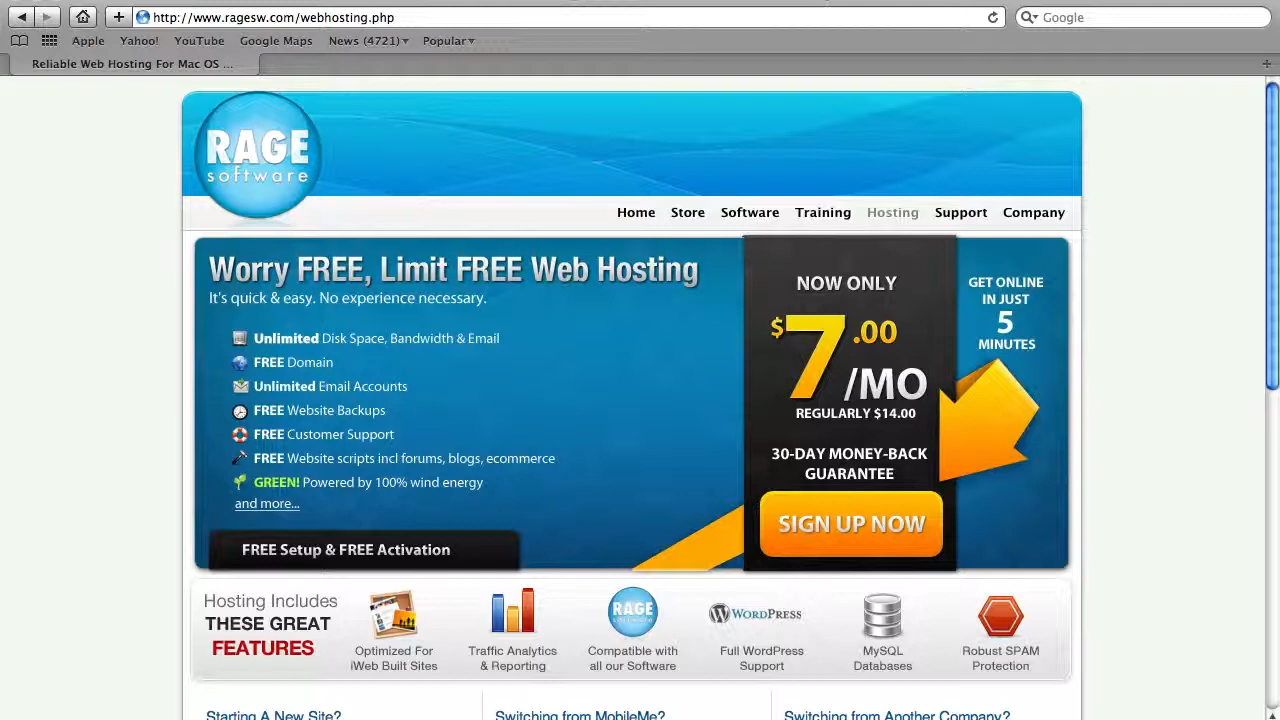 http://www.ragesw.com/webhosting.php
Google
Apple Yahoo! YouTube Google Maps News (4721) Popular
Reliable Web Hosting For Mac OS ...
RAGE
software
Home Store Software Training Hosting Support Company
Worry FREE, Limit FREE Web Hosting
It's quick & easy. No experience necessary.
Unlimited Disk Space, Bandwidth & Email
FREE Domain
Unlimited Email Accounts
FREE Website Backups
FREE Customer Support
FREE Website scripts incl forums, blogs, ecommerce
GREEN! Powered by 100% wind energy
and more...
FREE Setup & FREE Activation
NOW ONLY
$7.00
/MO
REGULARLY $14.00
30-DAY MONEY-BACK
GUARANTEE
SIGN UP NOW
GET ONLINE
IN JUST
5
MINUTES
Hosting Includes
THESE GREAT
FEATURES
Optimized For
iWeb Built Sites
Traffic Analytics
& Reporting
RAGE
Compatible with
all our Software
WORDPRESS
Full WordPress
Support
MySQL
Databases
Robust SPAM
Protection
Starting A New Site?
Switching from MobileMe?
Switching from Another Company?